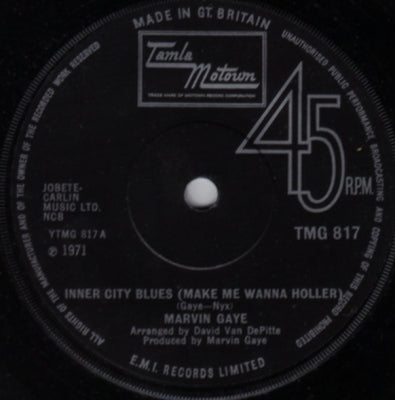 MADE IN GT. BRITAIN
UNAUTHORISED PUBLIC PERFORMANCE BROADCASTING AND COPYING OF THIS RECORD PROHIBITED
ALL RIGHTS OF THE MANUFACTURER AND OF THE OWNER OF THE RECORDED WORK RESERVED
Tamla
Motown
TRADE MARK OF MOTOWN RECORD CORPORATION
45
R.P.M.
JOBETE-
CARLIN
MUSIC LTD.
NCB
YTMG 817 A
℗ 1971
TMG 817
INNER CITY BLUES (MAKE ME WANNA HOLLER)
(Gaye—Nyx)
MARVIN GAYE
Arranged by David Van DePitte
Produced by Marvin Gaye
E.M.I. RECORDS LIMITED